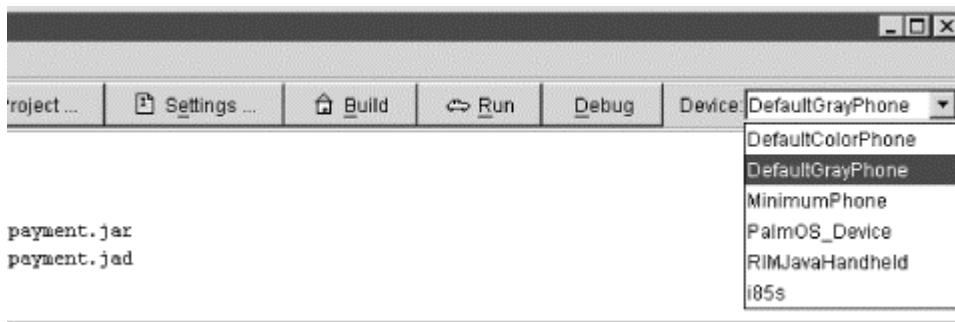 roject ... Settings ... Build Run Debug Device: DefaultGrayPhone
DefaultColorPhone
DefaultGrayPhone
MinimumPhone
payment.jar
PalmOS_Device
payment.jad
RIMJavaHandheld
i85s